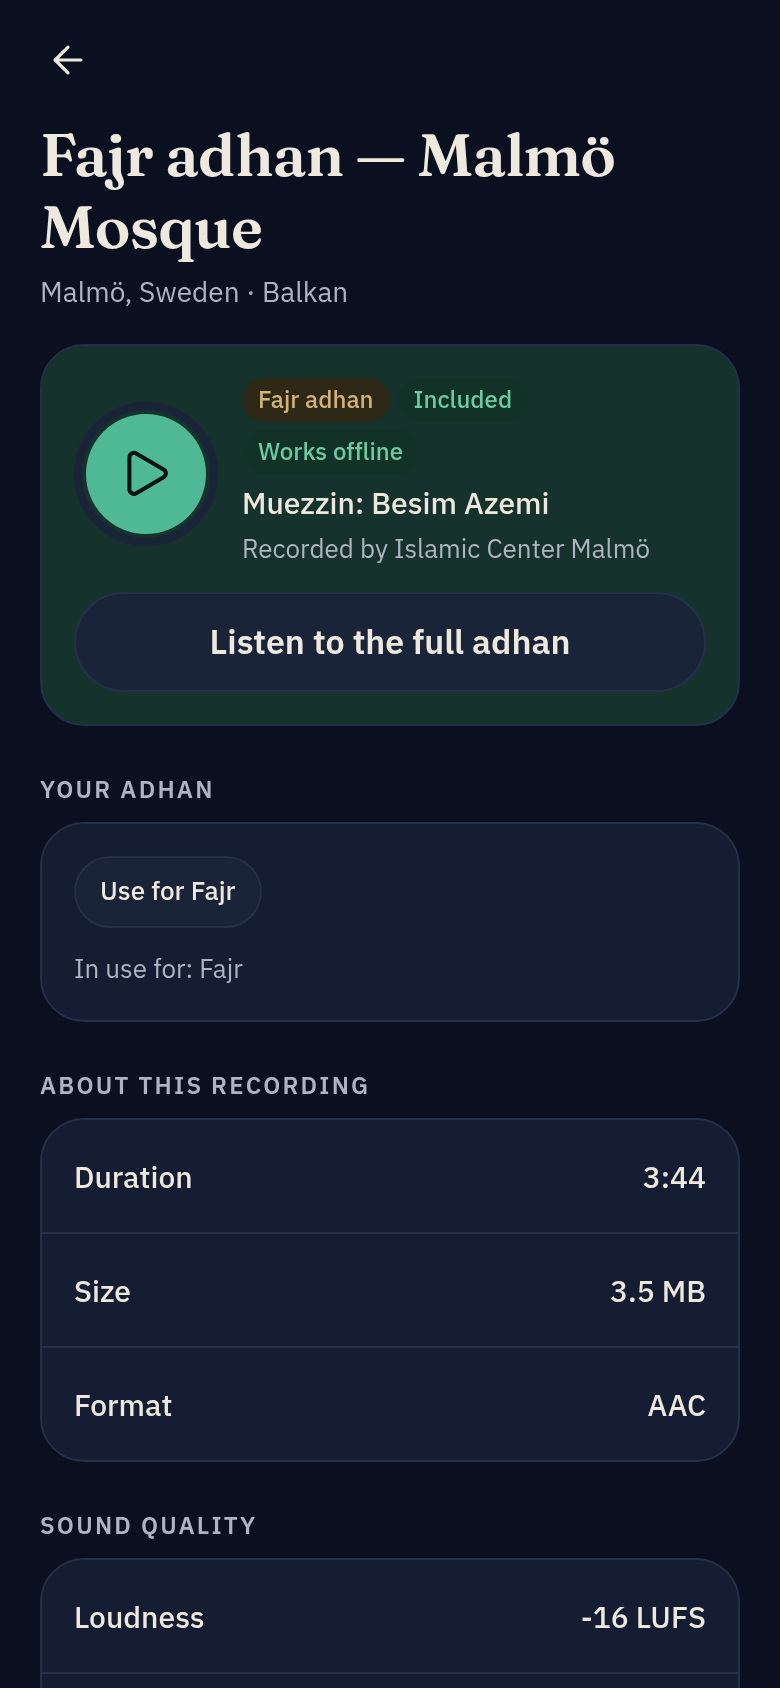 Fajr adhan — Malmö
Mosque
Malmö, Sweden · Balkan
Fajr adhan
Included
Works offline
Muezzin: Besim Azemi
Recorded by Islamic Center Malmö
Listen to the full adhan
YOUR ADHAN
Use for Fajr
In use for: Fajr
ABOUT THIS RECORDING
Duration 3:44
Size 3.5 MB
Format AAC
SOUND QUALITY
Loudness -16 LUFS